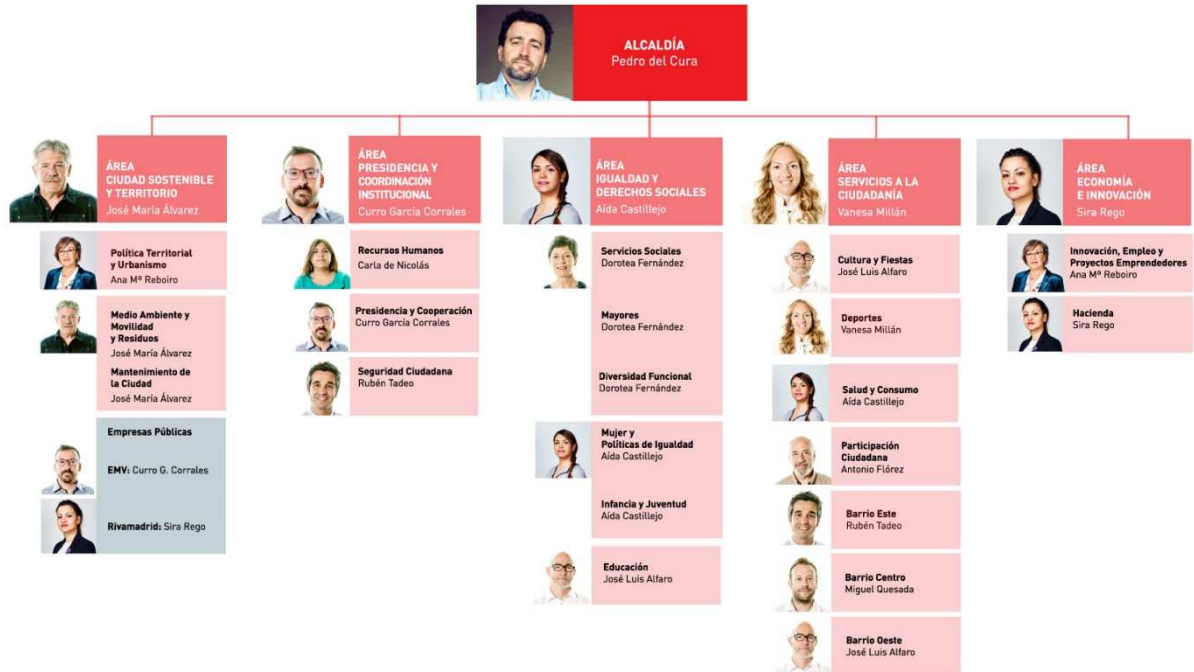 ALCALDÍA
Pedro del Cura
ÁREA
CIUDAD SOSTENIBLE
Y TERRITORIO
José María Álvarez
Política Territorial
y Urbanismo
Ana Mª Reboiro
Medio Ambiente y
Movilidad
y Residuos
José María Álvarez
Mantenimiento de
la Ciudad
José María Álvarez
Empresas Públicas
EMV: Curro G. Corrales
Rivamadrid: Sira Rego
ÁREA
PRESIDENCIA Y
COORDINACIÓN
INSTITUCIONAL
Curro García Corrales
Recursos Humanos
Carla de Nicolás
Presidencia y Cooperación
Curro García Corrales
Seguridad Ciudadana
Rubén Tadeo
ÁREA
IGUALDAD Y
DERECHOS SOCIALES
Aída Castillejo
Servicios Sociales
Dorotea Fernández
Mayores
Dorotea Fernández
Diversidad Funcional
Dorotea Fernández
Mujer y
Políticas de Igualdad
Aída Castillejo
Infancia y Juventud
Aída Castillejo
Educación
José Luis Alfaro
ÁREA
SERVICIOS A LA
CIUDADANÍA
Vanesa Millán
Cultura y Fiestas
José Luis Alfaro
Deportes
Vanesa Millán
Salud y Consumo
Aída Castillejo
Participación
Ciudadana
Antonio Flórez
Barrio Este
Rubén Tadeo
Barrio Centro
Miguel Quesada
Barrio Oeste
José Luis Alfaro
ÁREA
ECONOMÍA
E INNOVACIÓN
Sira Rego
Innovación, Empleo y
Proyectos Emprendedores
Ana Mª Reboiro
Hacienda
Sira Rego